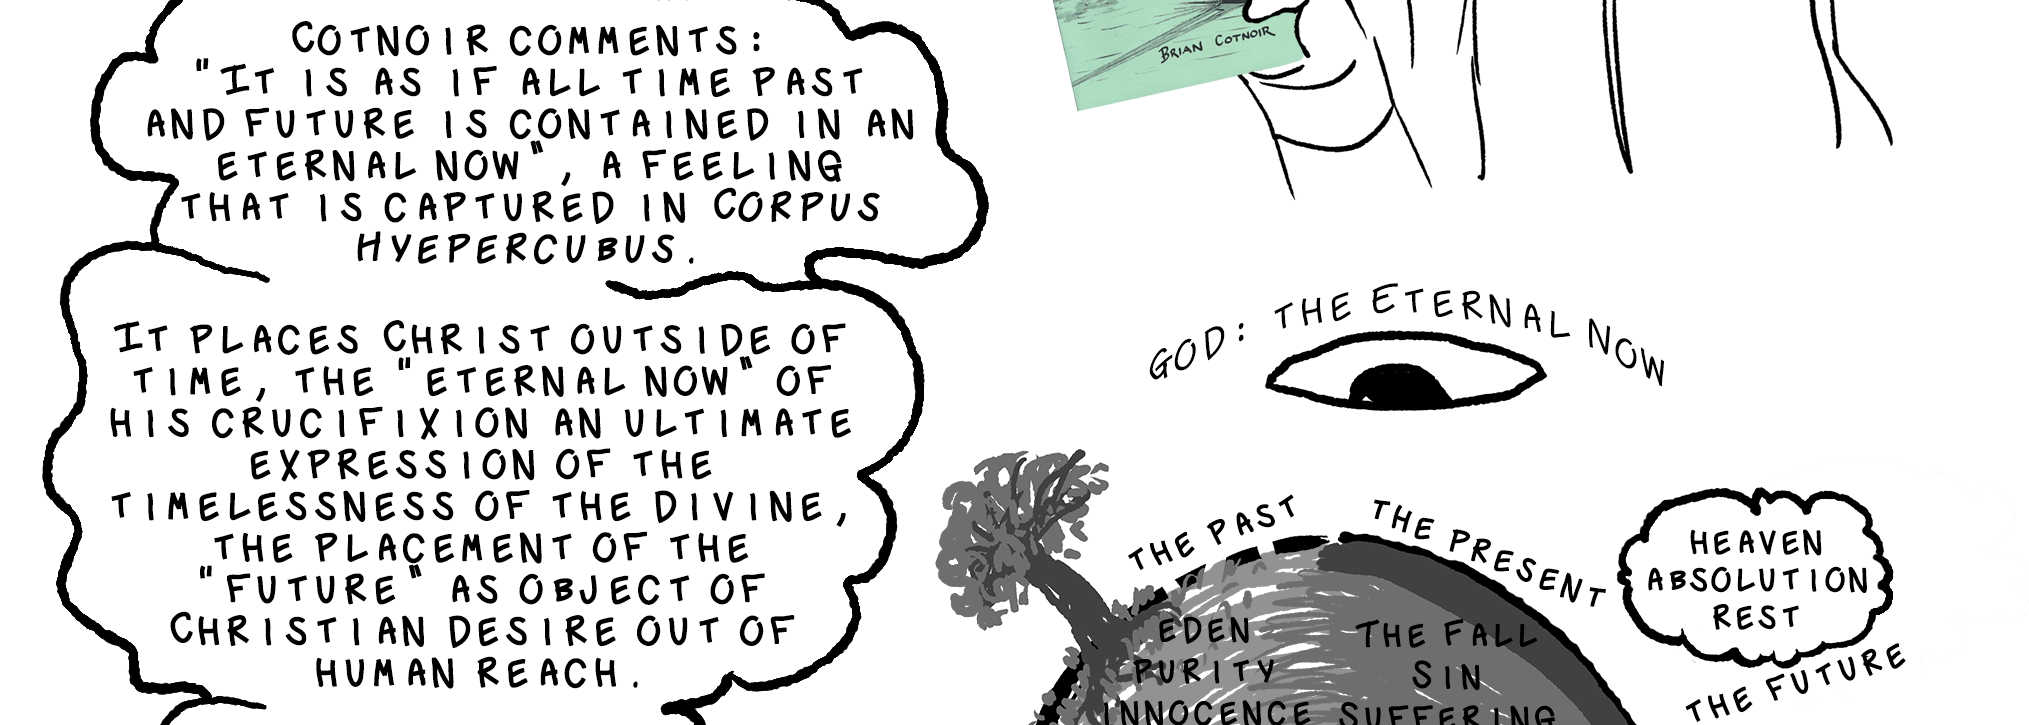 COTNOIR COMMENTS:
"IT IS AS IF ALL TIME PAST
AND FUTURE IS CONTAINED IN AN
ETERNAL NOW", A FEELING
THAT IS CAPTURED IN CORPUS
HYEPERCUBUS.
IT PLACES CHRIST OUTSIDE OF
TIME, THE "ETERNAL NOW" OF
HIS CRUCIFIXION AN ULTIMATE
EXPRESSION OF THE
TIMELESSNESS OF THE DIVINE,
THE PLACEMENT OF THE
"FUTURE" AS OBJECT OF
CHRISTIAN DESIRE OUT OF
HUMAN REACH.
BRIAN COTNOIR
GOD: THE ETERNAL NOW
THE PAST
THE PRESENT
HEAVEN
ABSOLUTION
REST
THE FUTURE
EDEN
PURITY
INNOCENCE
THE FALL
SIN
SUFFERING